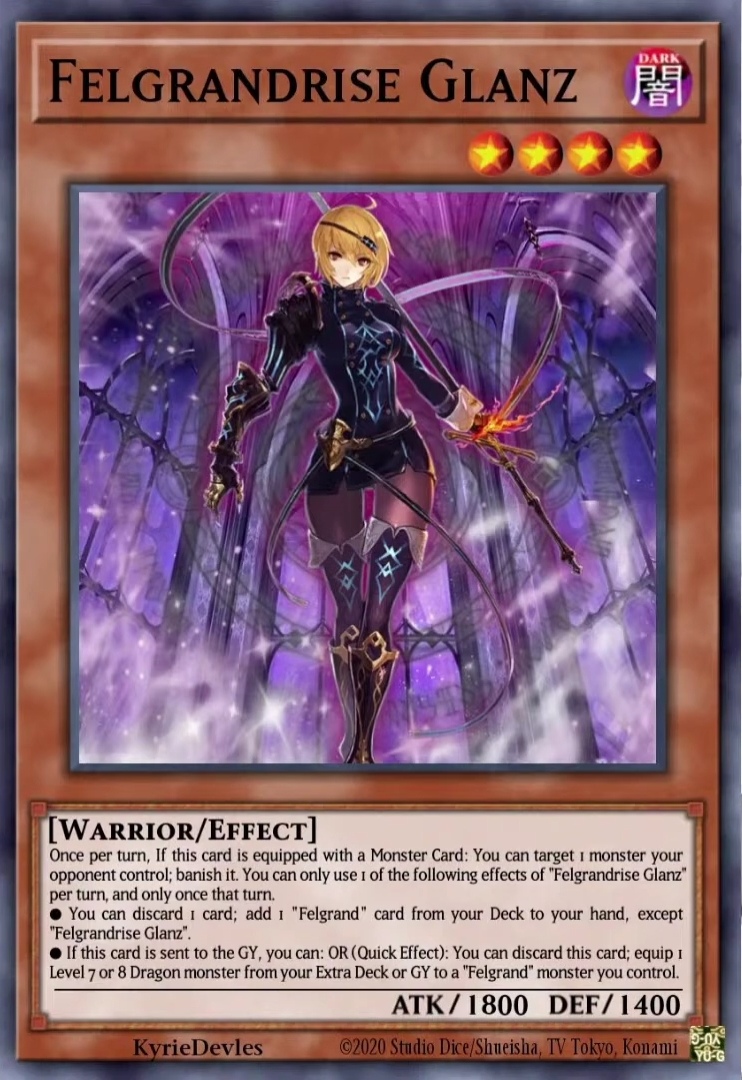 Felgrandrise Glanz
DARK
闇
[Warrior/Effect]
Once per turn, If this card is equipped with a Monster Card: You can target 1 monster your
opponent control; banish it. You can only use 1 of the following effects of "Felgrandrise Glanz"
per turn, and only once that turn.
● You can discard 1 card; add 1 "Felgrand" card from your Deck to your hand, except
"Felgrandrise Glanz".
● If this card is sent to the GY, you can: OR (Quick Effect): You can discard this card; equip 1
Level 7 or 8 Dragon monster from your Extra Deck or GY to a "Felgrand" monster you control.
ATK/1800 DEF/1400
KyrieDevles ©2020 Studio Dice/Shueisha, TV Tokyo, Konami